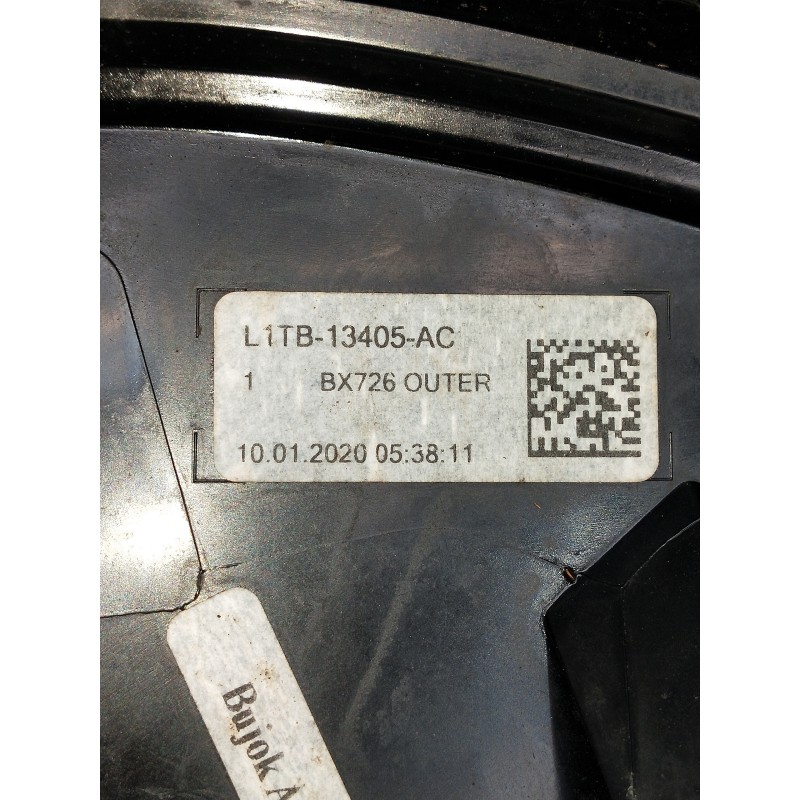 L1TB-13405-AC
1 BX726 OUTER
10.01.2020 05:38:11
Bujok A